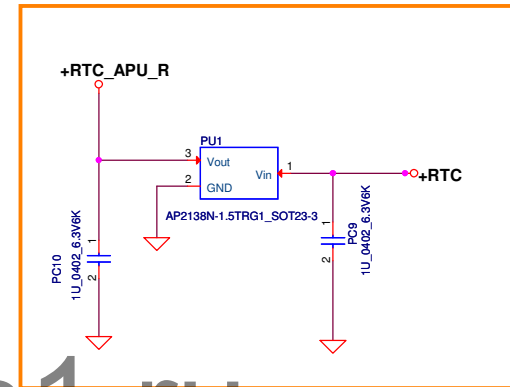 +RTC_APU_R
PU1
3
Vout
1
Vin
2
GND
+RTC
AP2138N-1.5TRG1_SOT23-3
1
2
PC10
1U_0402_6.3V6K
1
2
PC9
1U_0402_6.3V6K